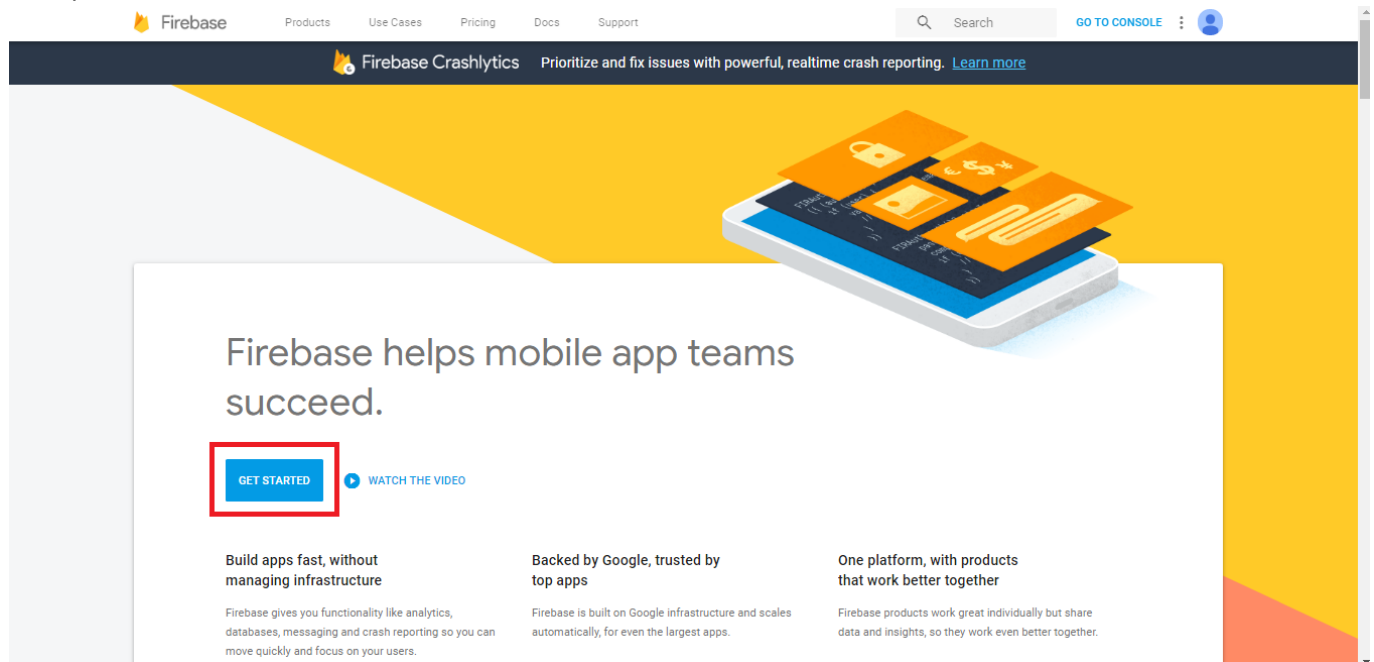 Firebase Products Use Cases Pricing Docs Support Search GO TO CONSOLE
Firebase Crashlytics Prioritize and fix issues with powerful, realtime crash reporting. Learn more
€ $ ¥
Firebase helps mobile app teams
succeed.
GET STARTED WATCH THE VIDEO
Build apps fast, without
managing infrastructure
Firebase gives you functionality like analytics,
databases, messaging and crash reporting so you can
move quickly and focus on your users.
Backed by Google, trusted by
top apps
Firebase is built on Google infrastructure and scales
automatically, for even the largest apps.
One platform, with products
that work better together
Firebase products work great individually but share
data and insights, so they work even better together.